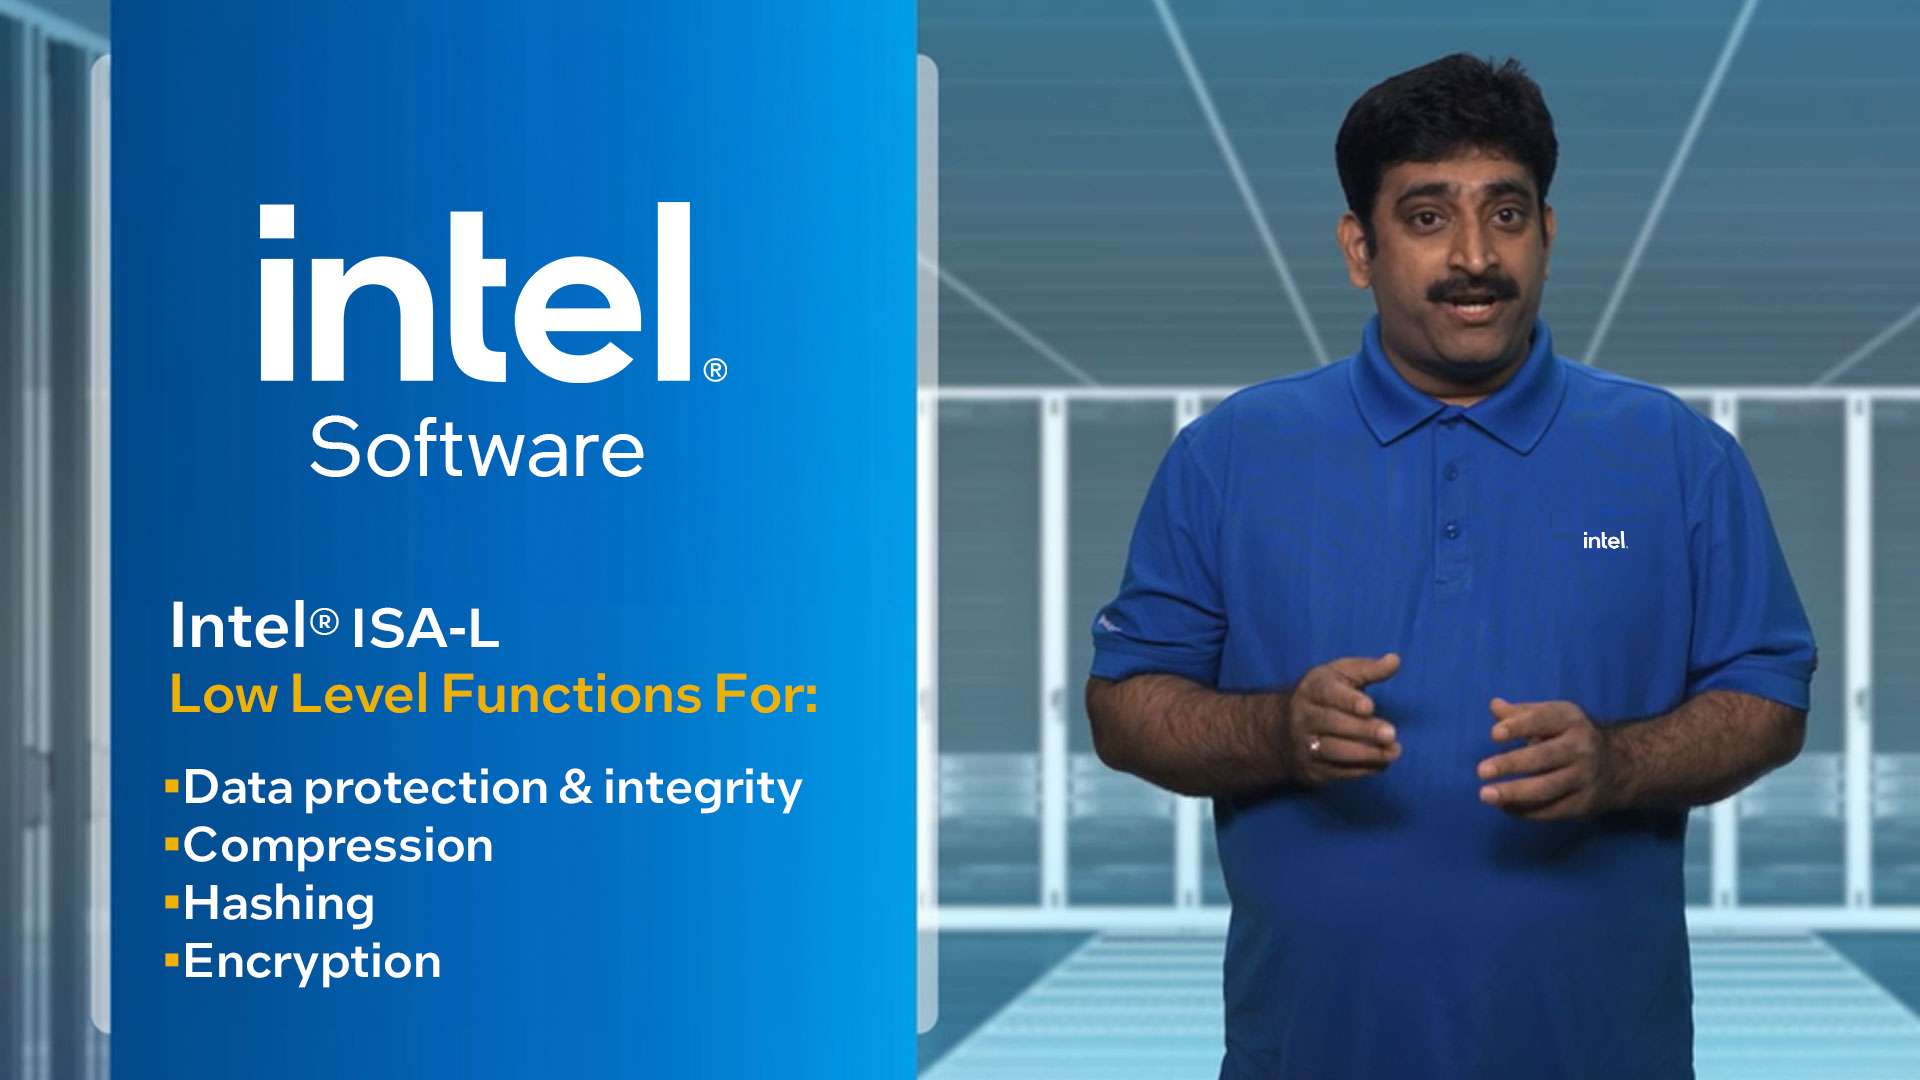 intel®
Software
Intel® ISA-L
Low Level Functions For:
▪Data protection & integrity
▪Compression
▪Hashing
▪Encryption
intel.